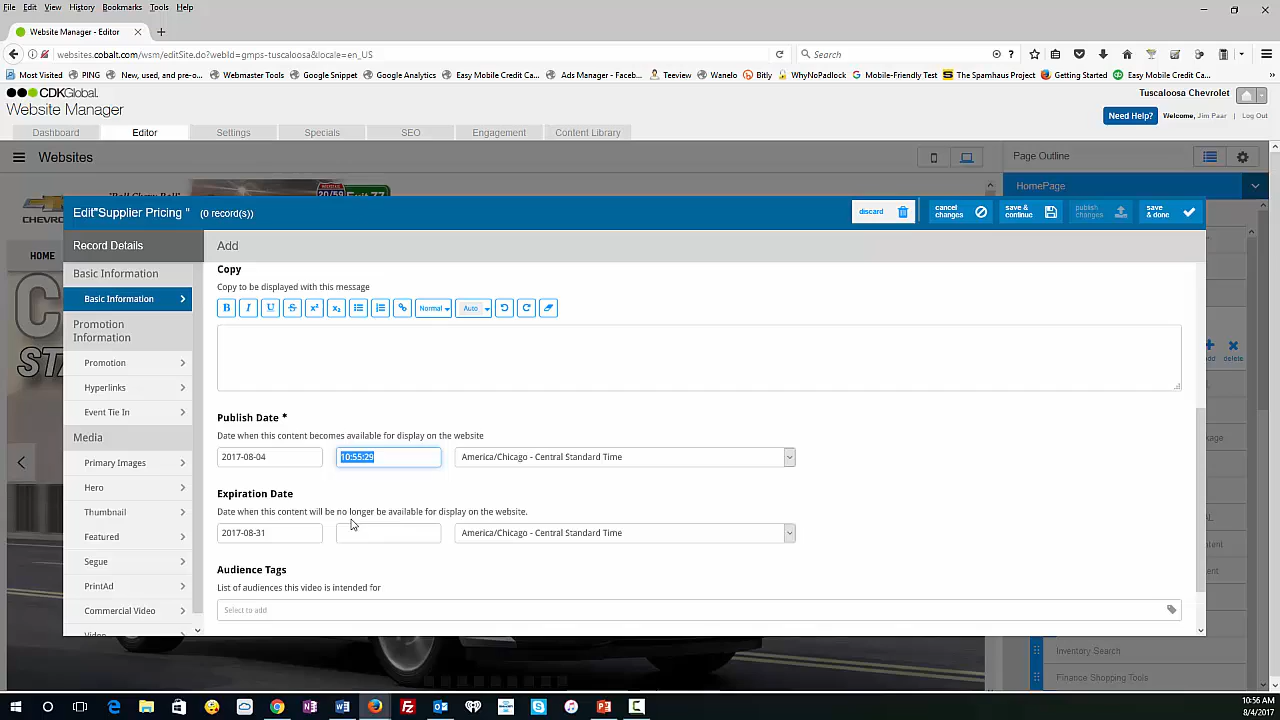 File Edit View History Bookmarks Tools Help
Website Manager - Editor
websites.cobalt.com/wsm/editSite.do?webId=gmps-tuscaloosa&locale=en_US
Search
Most Visited PING New, used, and pre-o... Webmaster Tools Google Snippet Google Analytics Easy Mobile Credit Ca... Ads Manager - Faceb... Teeview Wanelo Bitly WhyNoPadlock Mobile-Friendly Test The Spamhaus Project Getting Started Easy Mobile Credit Ca...
CDKGlobal.
Website Manager
Tuscaloosa Chevrolet
Need Help? Welcome, Jim Paar Log Out
Dashboard Editor Settings Specials SEO Engagement Content Library
Websites
Page Outline
HomePage
Edit"Supplier Pricing " (0 record(s))
discard
cancel changes
save & continue
publish changes
save & done
Record Details
Add
HOME
CHEVRO
Basic Information
Basic Information
Promotion Information
Promotion
Hyperlinks
Event Tie In
Media
Primary Images
Hero
Thumbnail
Featured
Segue
PrintAd
Commercial Video
Video
Copy
Copy to be displayed with this message
B I U S x² x₂ Normal Auto
Publish Date *
Date when this content becomes available for display on the website
2017-08-04 10:55:29 America/Chicago - Central Standard Time
Expiration Date
Date when this content will be no longer be available for display on the website.
2017-08-31 America/Chicago - Central Standard Time
Audience Tags
List of audiences this video is intended for
Select to add
delete
Inventory Search
Finance Shopping Tools
10:56 AM
8/4/2017